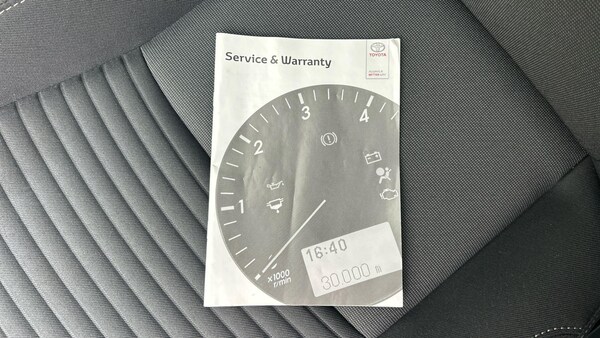 Service & Warranty
TOYOTA
4
3
2
1
16:40
30000
x1000
r/min